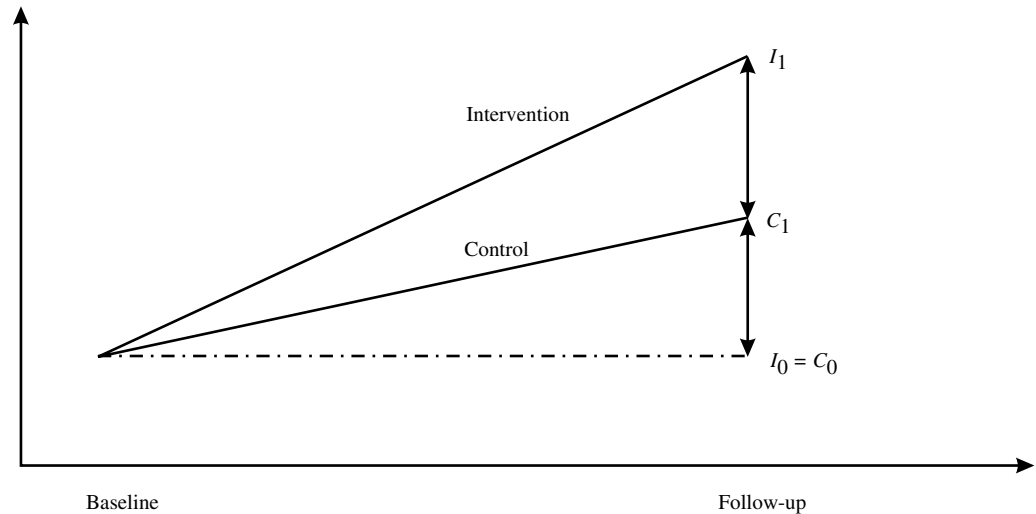 I₁
Intervention
C₁
Control
I₀ = C₀
Baseline
Follow-up